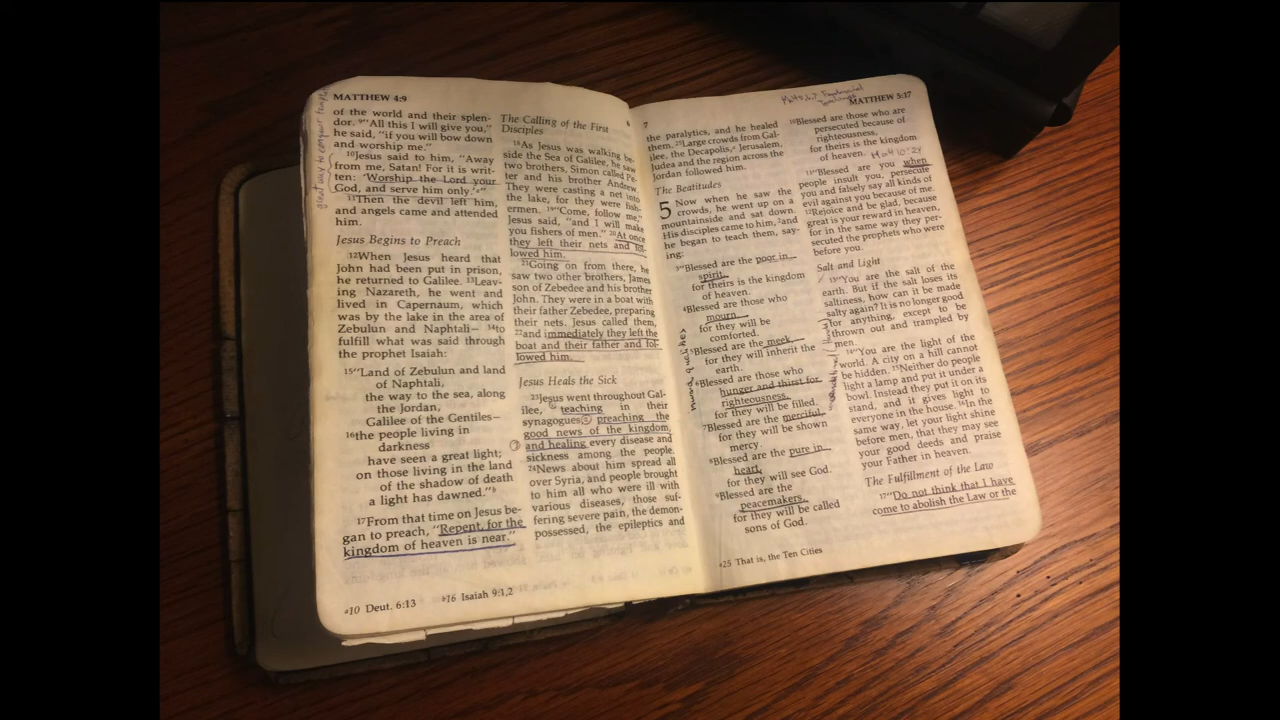 MATTHEW 4:9
of the world and their splen-
dor. 9"All this I will give you,"
he said, "if you will bow down
and worship me."
10Jesus said to him, "Away
from me, Satan! For it is writ-
ten: 'Worship the Lord your
God, and serve him only.'a"
11Then the devil left him,
and angels came and attended
him.
Jesus Begins to Preach
12When Jesus heard that
John had been put in prison,
he returned to Galilee. 13Leav-
ing Nazareth, he went and
lived in Capernaum, which
was by the lake in the area of
Zebulun and Naphtali— 14to
fulfill what was said through
the prophet Isaiah:
15"Land of Zebulun and land
of Naphtali,
the way to the sea, along
the Jordan,
Galilee of the Gentiles—
16the people living in
darkness
have seen a great light;
on those living in the land
of the shadow of death
a light has dawned."b
17From that time on Jesus be-
gan to preach, "Repent, for the
kingdom of heaven is near."
a10 Deut. 6:13 b16 Isaiah 9:1,2
6
The Calling of the First
Disciples
18As Jesus was walking be-
side the Sea of Galilee, he saw
two brothers, Simon called Pe-
ter and his brother Andrew.
They were casting a net into
the lake, for they were fish-
ermen. 19"Come, follow me,"
Jesus said, "and I will make
you fishers of men." 20At once
they left their nets and fol-
lowed him.
21Going on from there, he
saw two other brothers, James
son of Zebedee and his brother
John. They were in a boat with
their father Zebedee, preparing
their nets. Jesus called them,
22and immediately they left the
boat and their father and fol-
lowed him.
Jesus Heals the Sick
23Jesus went throughout Gal-
ilee, teaching in their
synagogues, preaching the
good news of the kingdom,
and healing every disease and
sickness among the people.
24News about him spread all
over Syria, and people brought
to him all who were ill with
various diseases, those suf-
fering severe pain, the demon-
possessed, the epileptics and
7
the paralytics, and he healed
them. 25Large crowds from Gal-
ilee, the Decapolis,a Jerusalem,
Judea and the region across the
Jordan followed him.
The Beatitudes
5 Now when he saw the
crowds, he went up on a
mountainside and sat down.
His disciples came to him, 2and
he began to teach them, say-
ing:
3"Blessed are the poor in
spirit,
for theirs is the kingdom
of heaven.
4Blessed are those who
mourn,
for they will be
comforted.
5Blessed are the meek,
for they will inherit the
earth.
6Blessed are those who
hunger and thirst for
righteousness,
for they will be filled.
7Blessed are the merciful,
for they will be shown
mercy.
8Blessed are the pure in
heart,
for they will see God.
9Blessed are the
peacemakers,
for they will be called
sons of God.
a25 That is, the Ten Cities
MATTHEW 5:17
10Blessed are those who are
persecuted because of
righteousness,
for theirs is the kingdom
of heaven.
11"Blessed are you when
people insult you, persecute
you and falsely say all kinds of
evil against you because of me.
12Rejoice and be glad, because
great is your reward in heaven,
for in the same way they per-
secuted the prophets who were
before you.
Salt and Light
13"You are the salt of the
earth. But if the salt loses its
saltiness, how can it be made
salty again? It is no longer good
for anything, except to be
thrown out and trampled by
men.
14"You are the light of the
world. A city on a hill cannot
be hidden. 15Neither do people
light a lamp and put it under a
bowl. Instead they put it on its
stand, and it gives light to
everyone in the house. 16In the
same way, let your light shine
before men, that they may see
your good deeds and praise
your Father in heaven.
The Fulfillment of the Law
17"Do not think that I have
come to abolish the Law or the